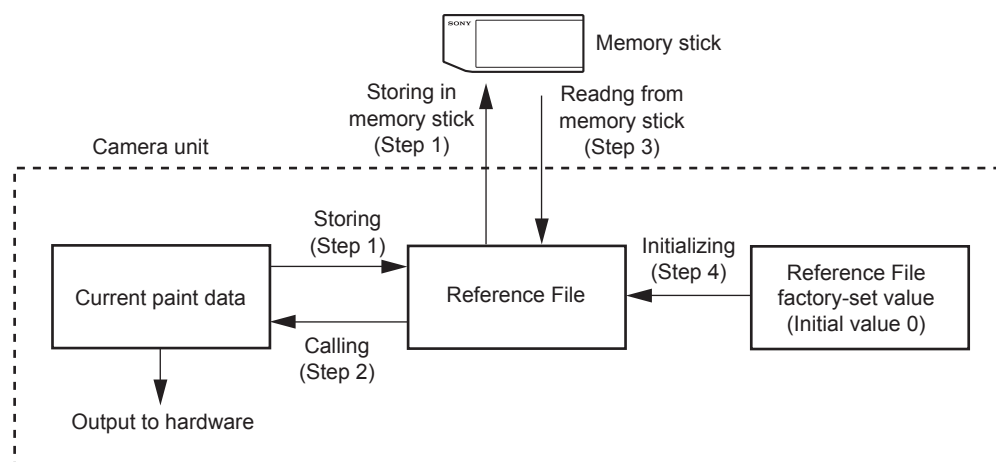 SONY
Memory stick
Storing in
memory stick
(Step 1)
Readng from
memory stick
(Step 3)
Camera unit
Storing
(Step 1)
Initializing
(Step 4)
Current paint data
Reference File
Reference File
factory-set value
(Initial value 0)
Calling
(Step 2)
Output to hardware